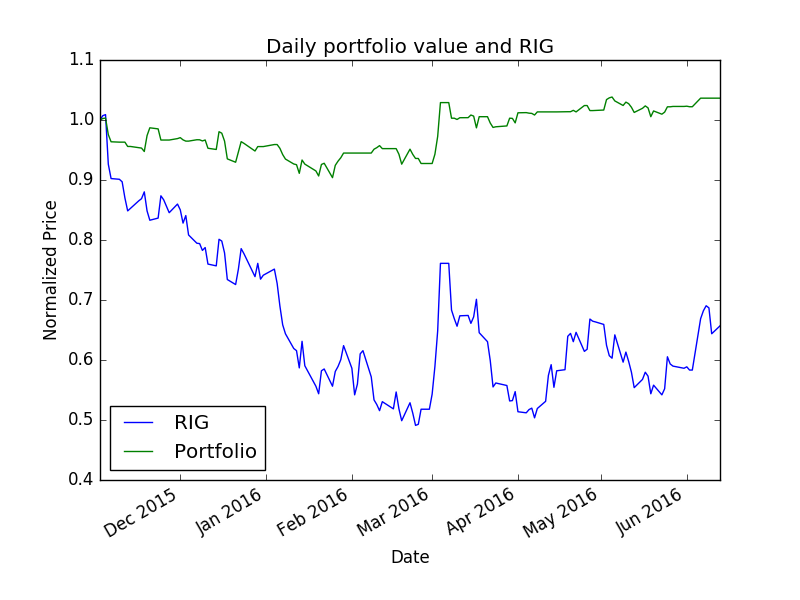 Daily portfolio value and RIG
1.1
1.0
0.9
0.8
0.7
0.6
0.5
0.4
Normalized Price
RIG
Portfolio
Dec 2015
Jan 2016
Feb 2016
Mar 2016
Apr 2016
May 2016
Jun 2016
Date